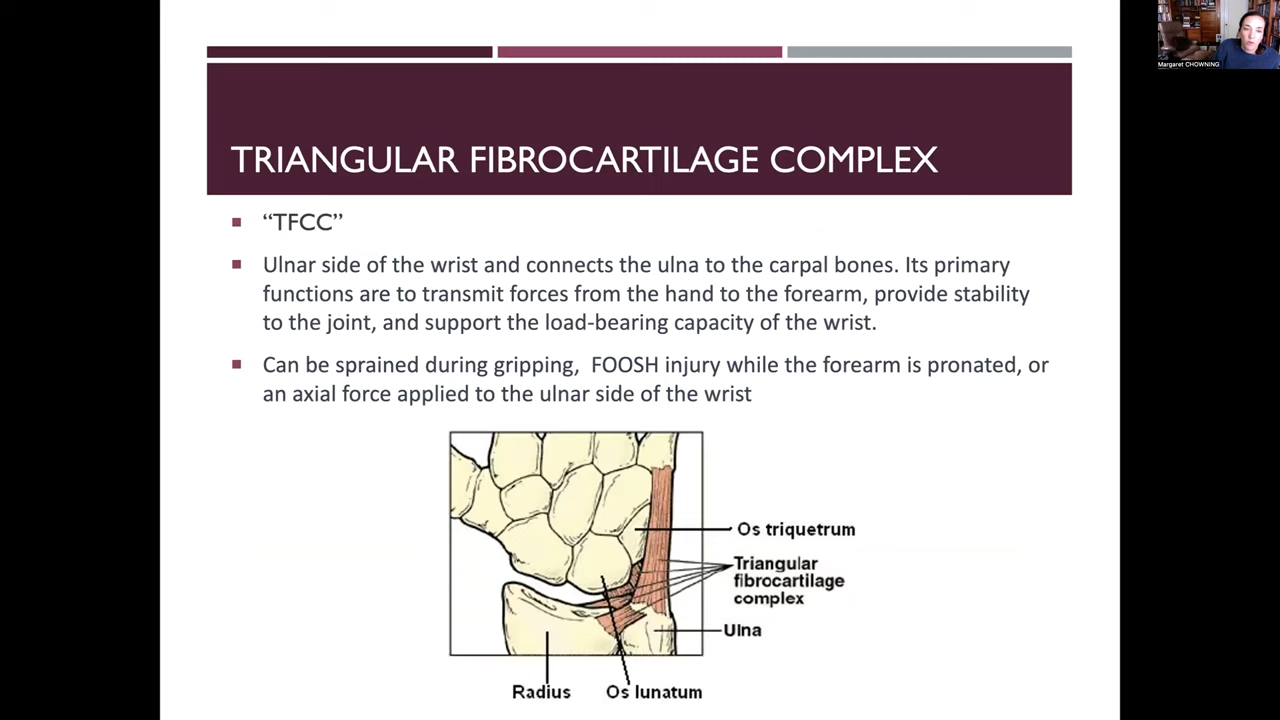 Margaret CHOWNING
TRIANGULAR FIBROCARTILAGE COMPLEX
"TFCC"
Ulnar side of the wrist and connects the ulna to the carpal bones. Its primary
functions are to transmit forces from the hand to the forearm, provide stability
to the joint, and support the load-bearing capacity of the wrist.
Can be sprained during gripping,  FOOSH injury while the forearm is pronated, or
an axial force applied to the ulnar side of the wrist
Os triquetrum
Triangular
fibrocartilage
complex
Ulna
Radius
Os lunatum